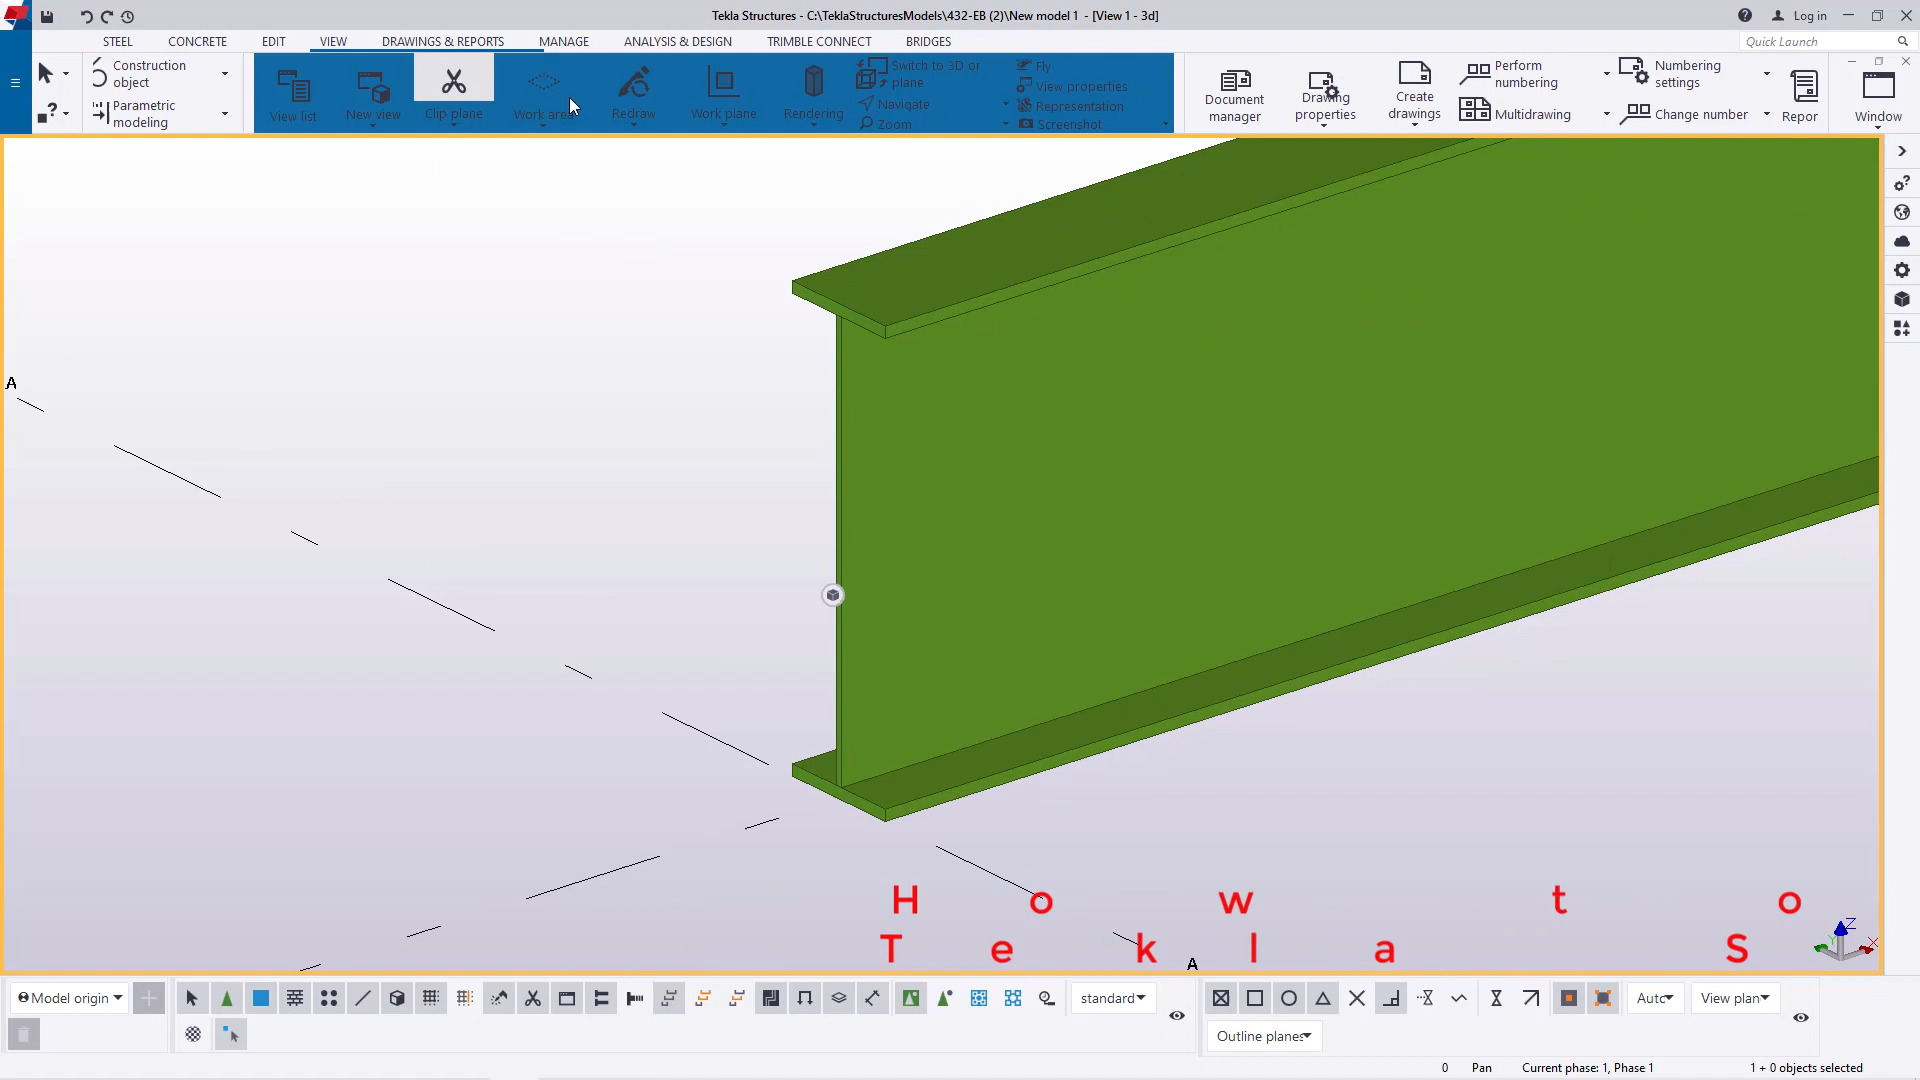 Tekla Structures - C:\TeklaStructuresModels\432-EB (2)\New model 1 - [View 1 - 3d]
Log in
STEEL CONCRETE EDIT VIEW DRAWINGS & REPORTS MANAGE ANALYSIS & DESIGN TRIMBLE CONNECT BRIDGES
Quick Launch
Construction object
Parametric modeling
View list
New view
Clip plane
Work area
Redraw
Work plane
Rendering
Switch to 3D or plane
Navigate
Zoom
Fly
View properties
Representation
Screenshot
Document manager
Drawing properties
Create drawings
Perform numbering
Multidrawing
Numbering settings
Change number
Repor
Window
A
A
H o w t o
T e k l a S
Z
Y
X
Model origin
standard
Auto
View plan
Outline planes
0 Pan Current phase: 1, Phase 1 1 + 0 objects selected